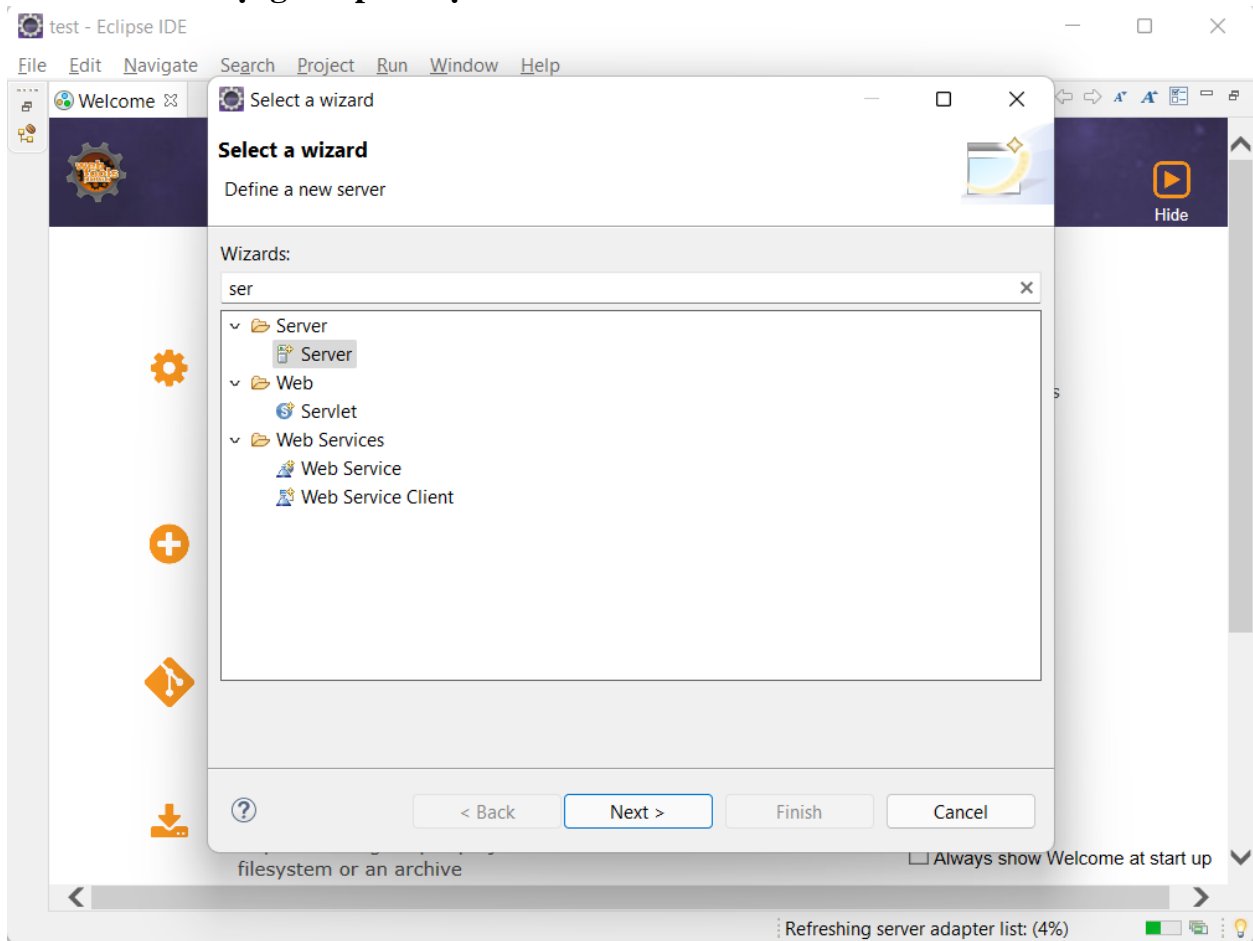 test - Eclipse IDE
File Edit Navigate Search Project Run Window Help
Welcome
Select a wizard
Select a wizard
Define a new server
web
tools
Hide
Wizards:
ser
Server
Server
Web
Servlet
Web Services
Web Service
Web Service Client
s
< Back Next > Finish Cancel
filesystem or an archive
Always show Welcome at start up
Refreshing server adapter list: (4%)